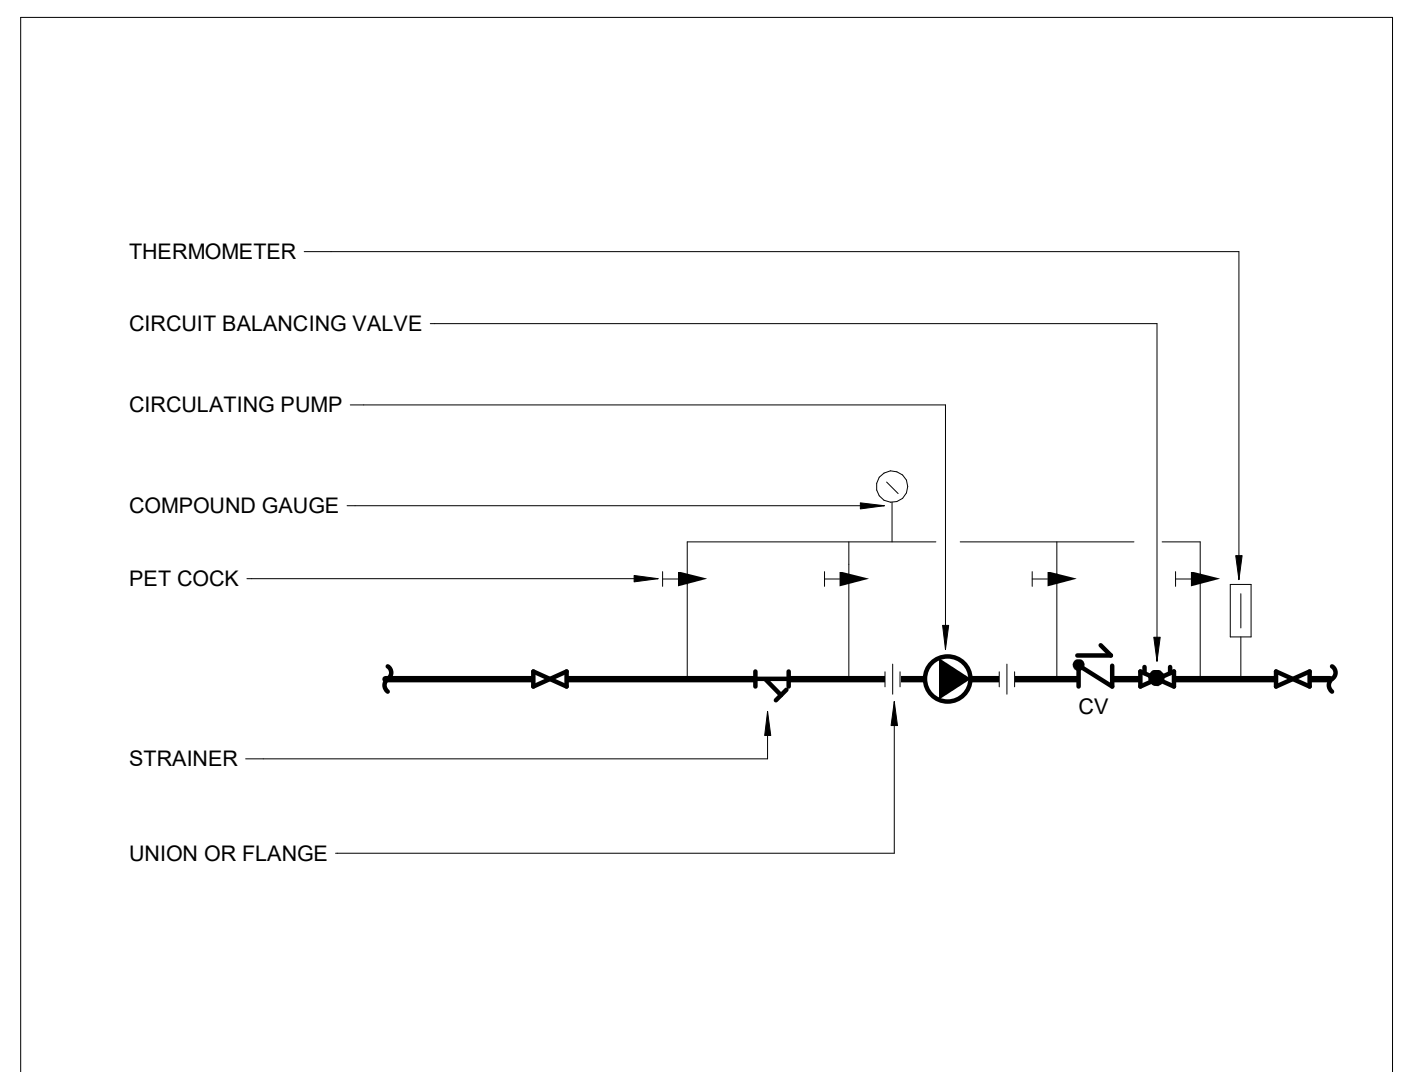 THERMOMETER
CIRCUIT BALANCING VALVE
CIRCULATING PUMP
COMPOUND GAUGE
PET COCK
CV
STRAINER
UNION OR FLANGE